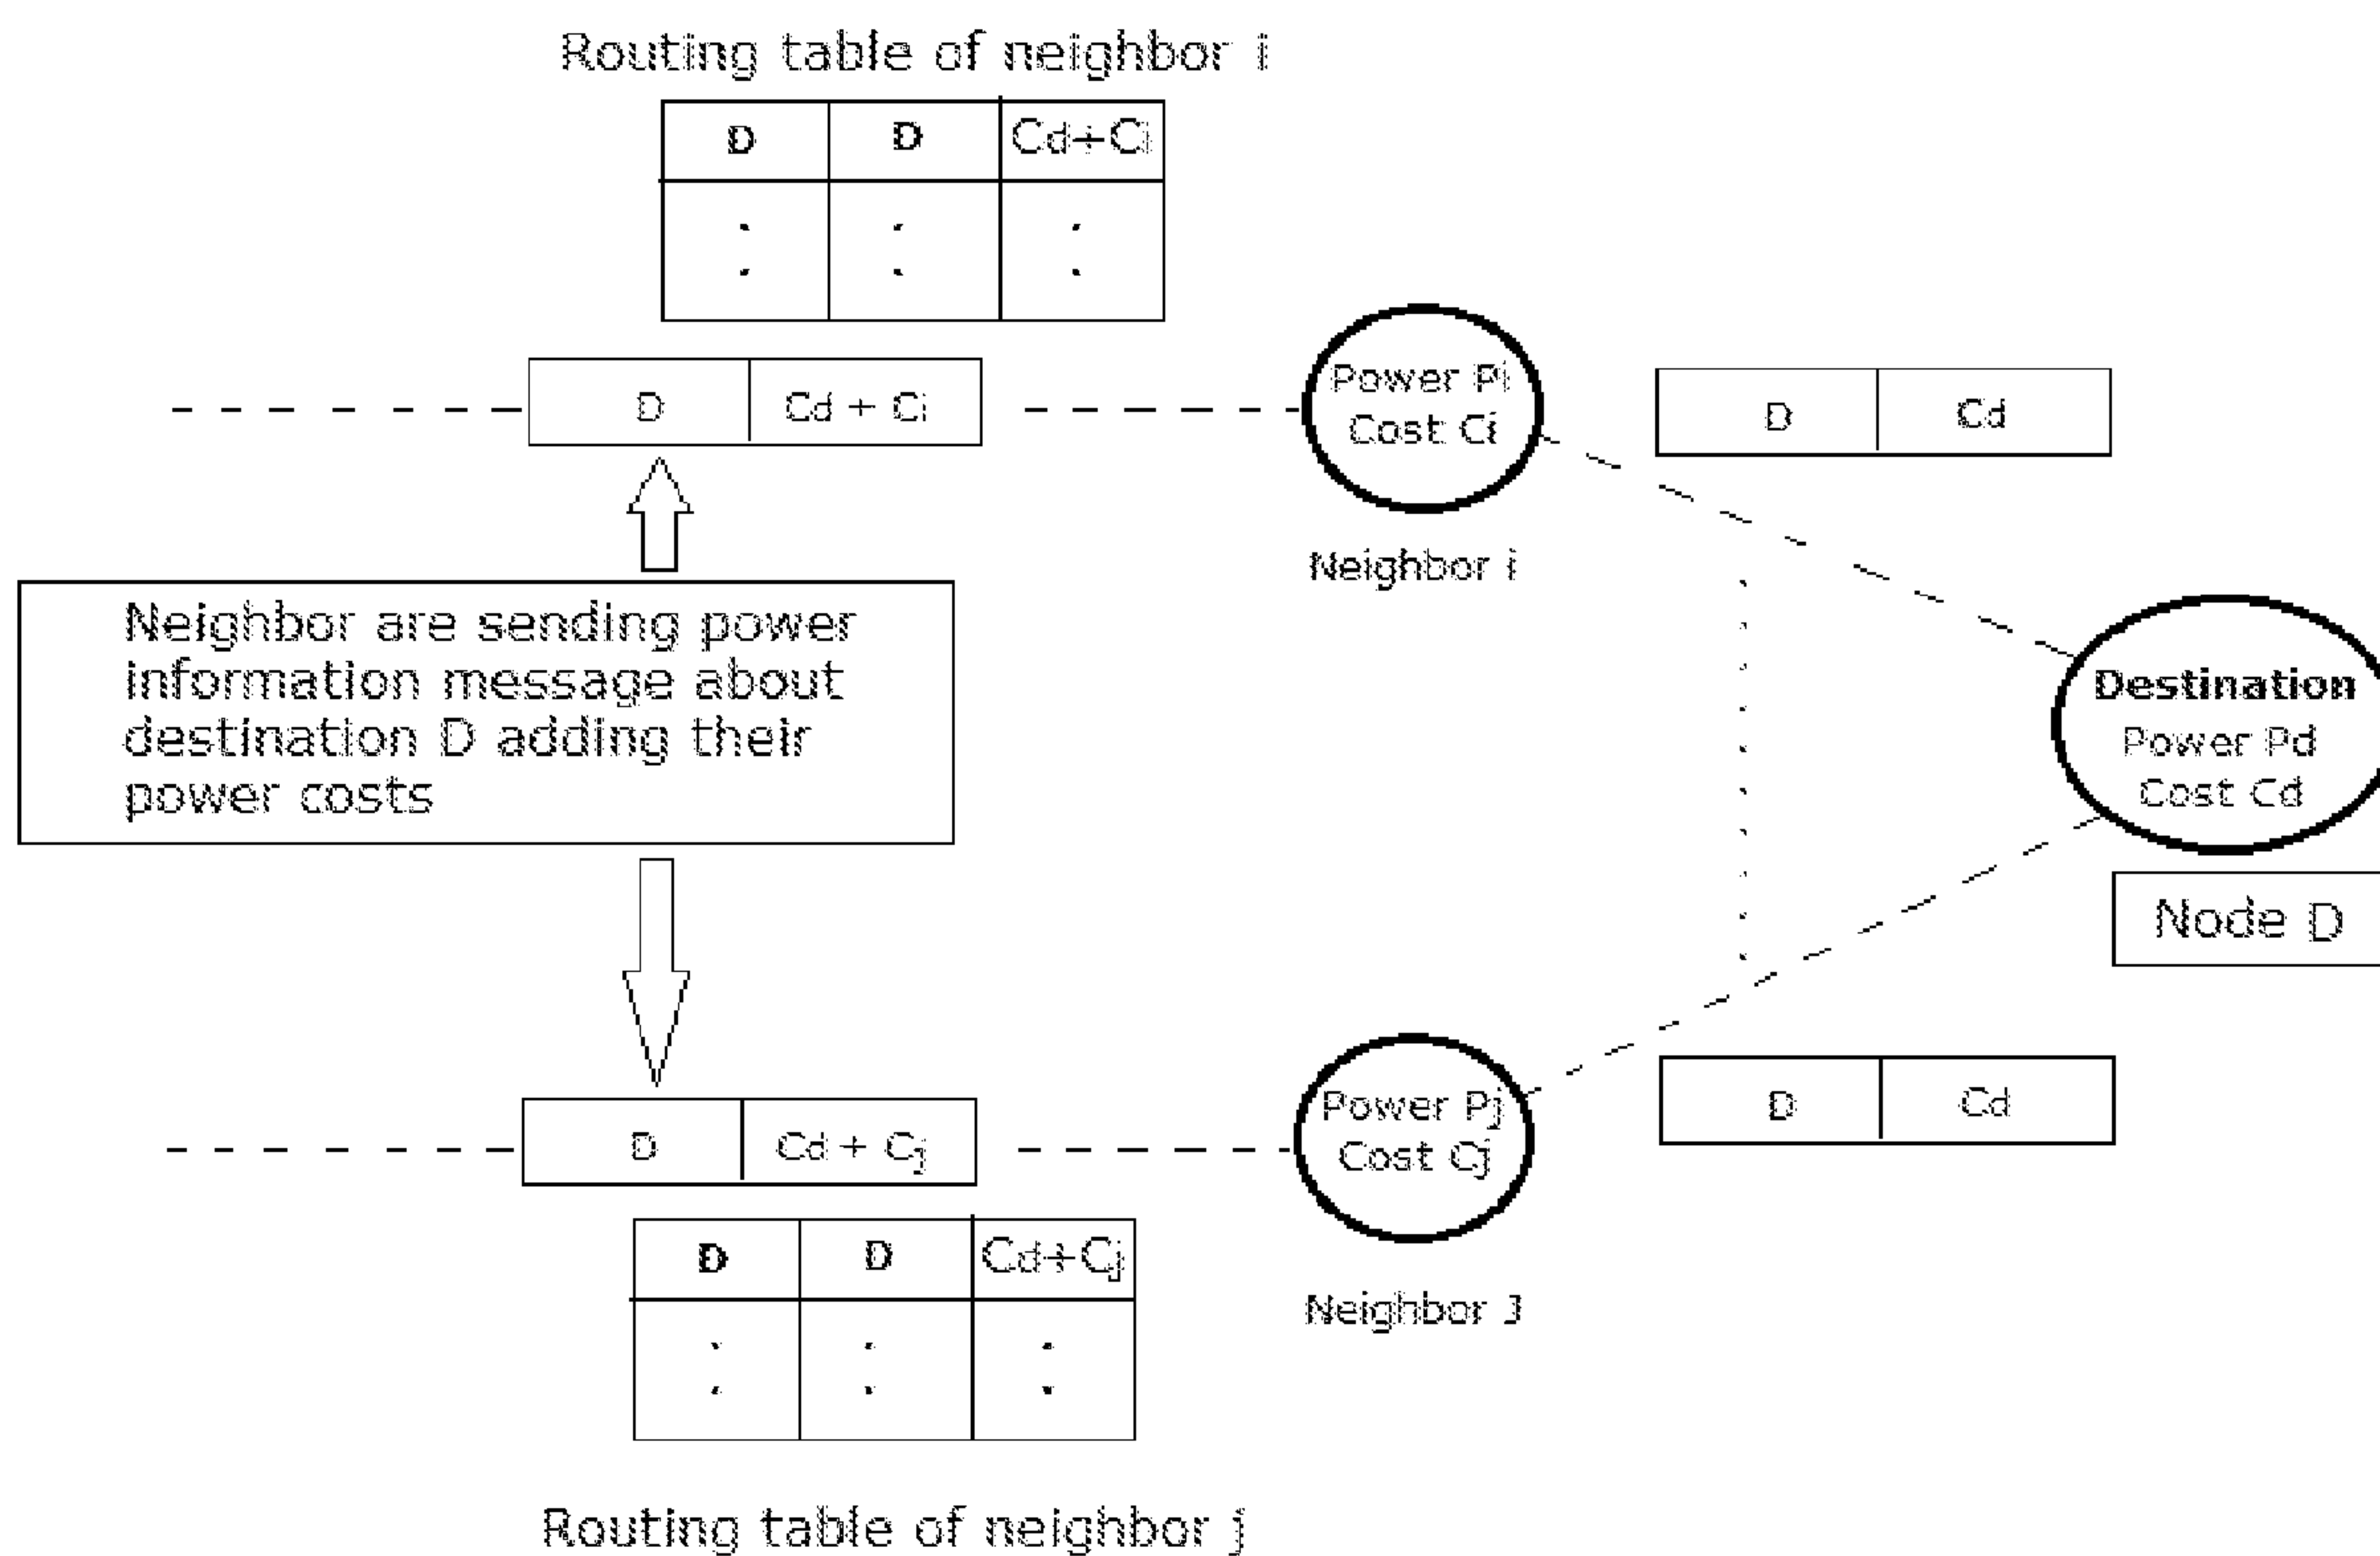 Routing table of neighbor i
D D Cd+Ci
: : :
D Cd + Ci
Power Pi
Cost Ci
D Cd
Neighbor i
Neighbor are sending power
information message about
destination D adding their
power costs
Destination
Power Pd
Cost Cd
Node D
D Cd + Cj
Power Pj
Cost Cj
D Cd
D D Cd+Cj
: : :
Neighbor J
Routing table of neighbor j